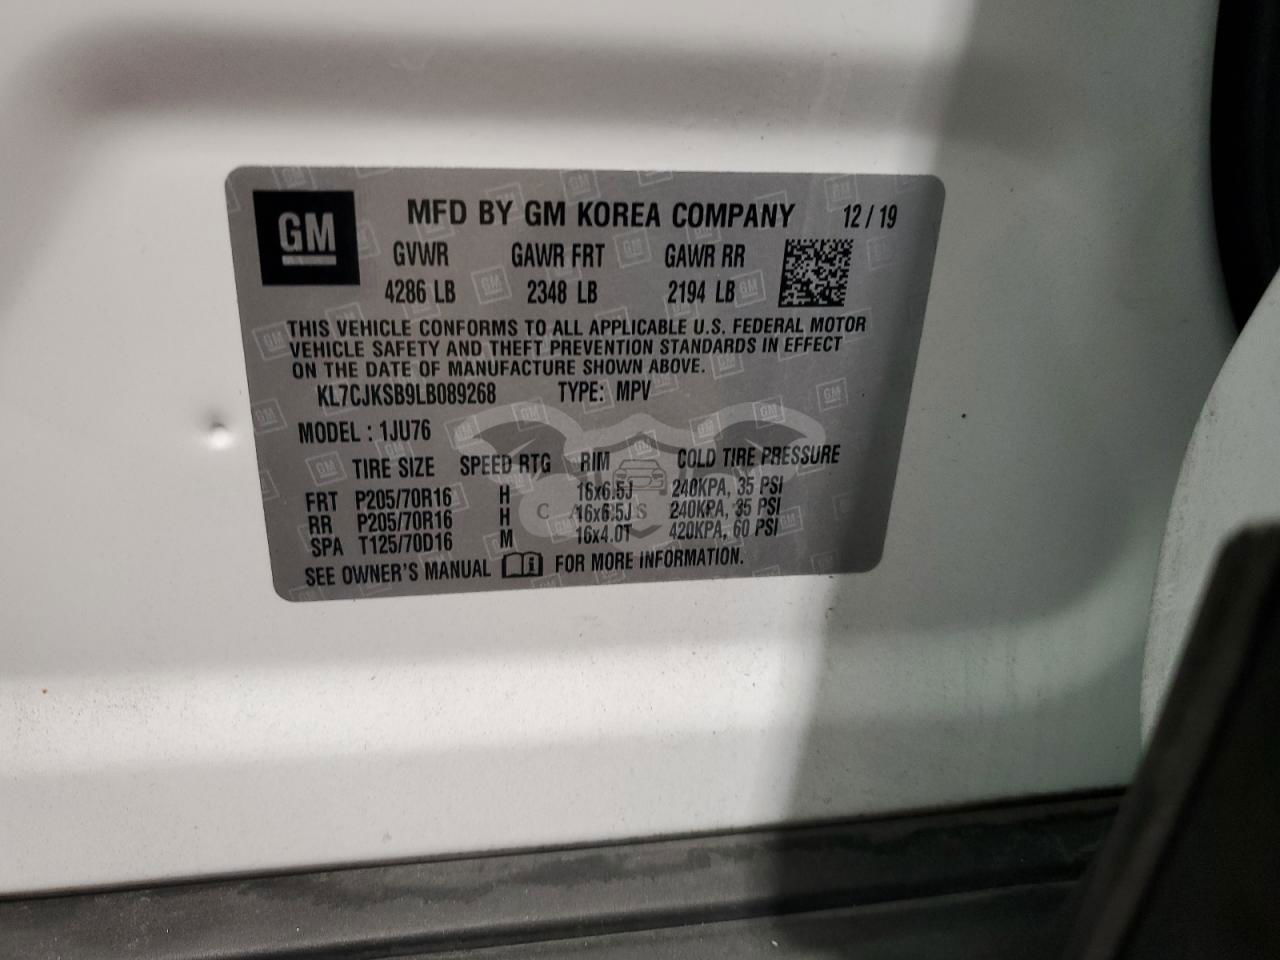 GM
MFD BY GM KOREA COMPANY 12 / 19
GVWR GAWR FRT GAWR RR
4286 LB 2348 LB 2194 LB
THIS VEHICLE CONFORMS TO ALL APPLICABLE U.S. FEDERAL MOTOR
VEHICLE SAFETY AND THEFT PREVENTION STANDARDS IN EFFECT
ON THE DATE OF MANUFACTURE SHOWN ABOVE.
KL7CJKSB9LB089268 TYPE: MPV
MODEL : 1JU76
TIRE SIZE SPEED RTG RIM COLD TIRE PRESSURE
FRT P205/70R16 H 16x6.5J 240KPA, 35 PSI
RR P205/70R16 H 16x6.5J 240KPA, 35 PSI
SPA T125/70D16 M 16x4.0T 420KPA, 60 PSI
SEE OWNER'S MANUAL FOR MORE INFORMATION.